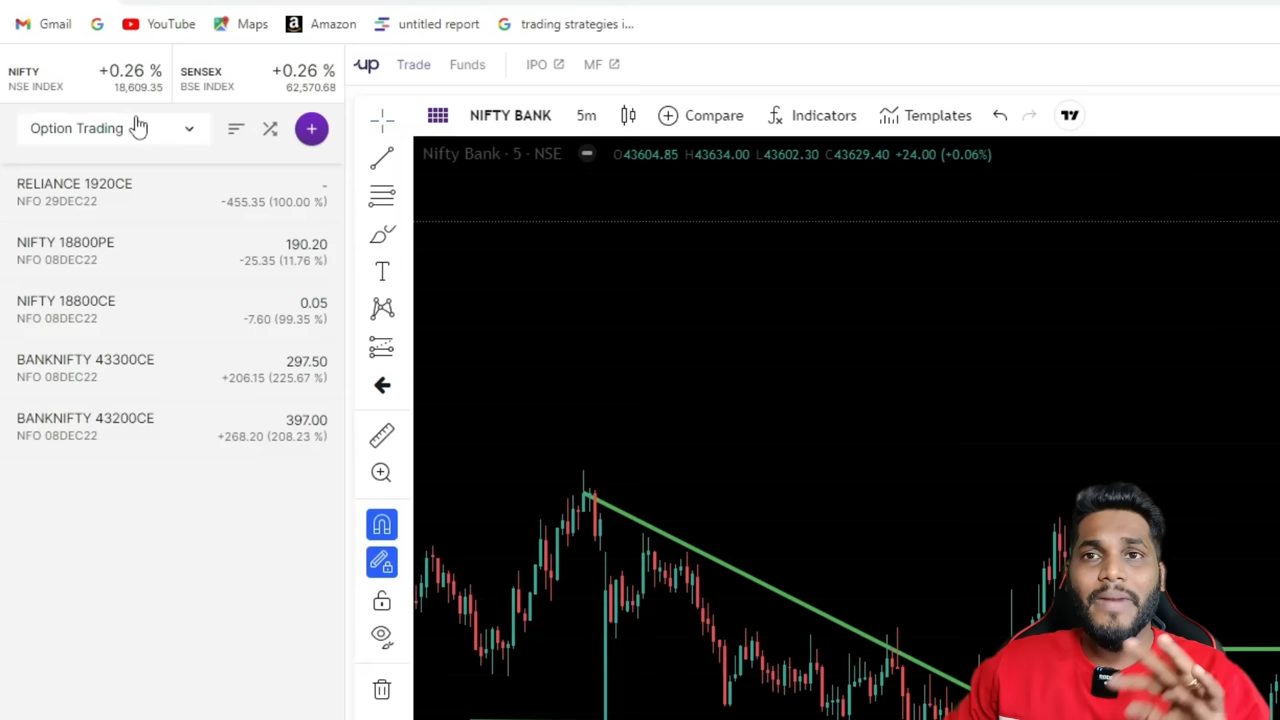 Gmail YouTube Maps Amazon untitled report trading strategies i...
NIFTY +0.26 % SENSEX +0.26 %
NSE INDEX 18,609.35 BSE INDEX 62,570.68
up Trade Funds IPO MF
Option Trading
NIFTY BANK 5m Compare Indicators Templates
Nifty Bank · 5 · NSE O43604.85 H43634.00 L43602.30 C43629.40 +24.00 (+0.06%)
RELIANCE 1920CE -
NFO 29DEC22 -455.35 (100.00 %)
NIFTY 18800PE 190.20
NFO 08DEC22 -25.35 (11.76 %)
NIFTY 18800CE 0.05
NFO 08DEC22 -7.60 (99.35 %)
BANKNIFTY 43300CE 297.50
NFO 08DEC22 +206.15 (225.67 %)
BANKNIFTY 43200CE 397.00
NFO 08DEC22 +268.20 (208.23 %)